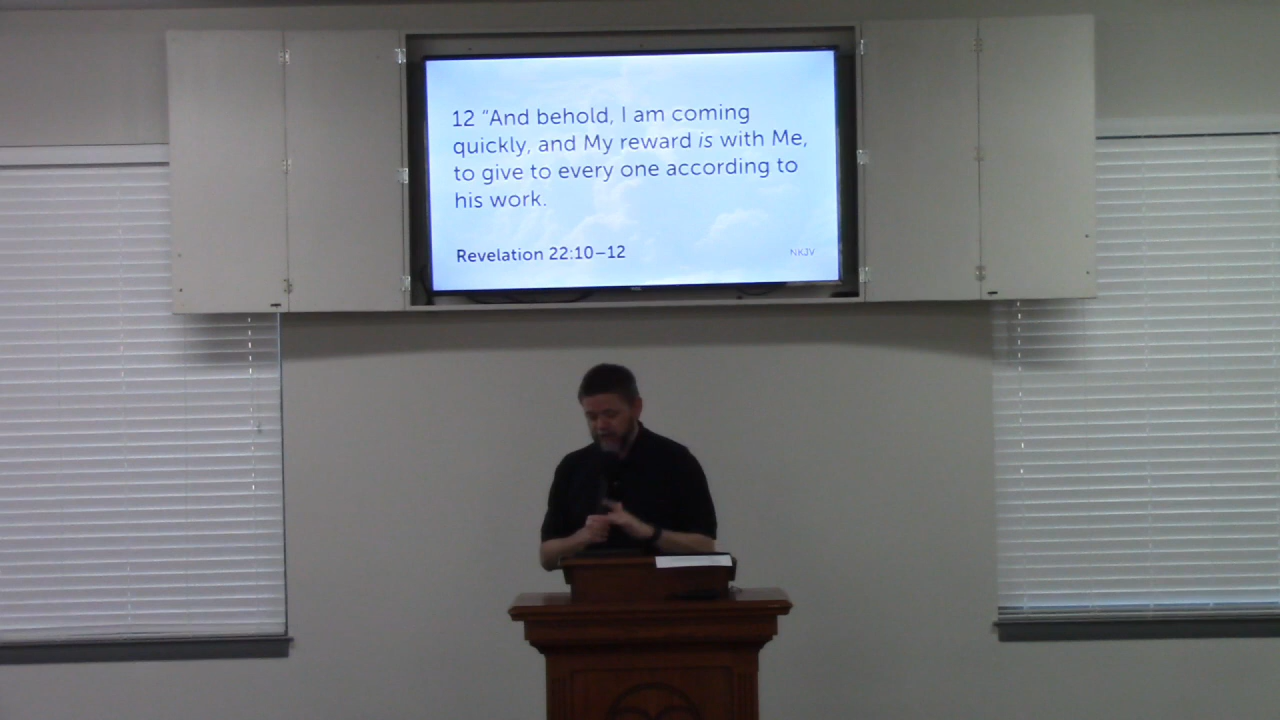 12 “And behold, I am coming
quickly, and My reward is with Me,
to give to every one according to
his work.
Revelation 22:10–12
NKJV